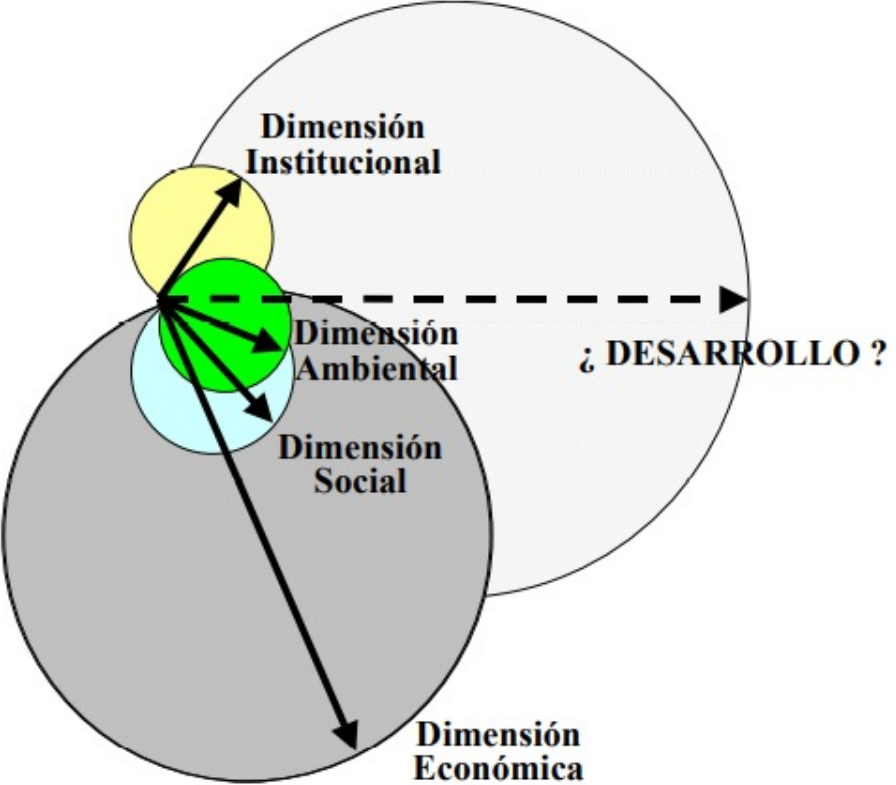 Dimensión
Institucional
Dimensión
Ambiental
¿ DESARROLLO ?
Dimensión
Social
Dimensión
Económica